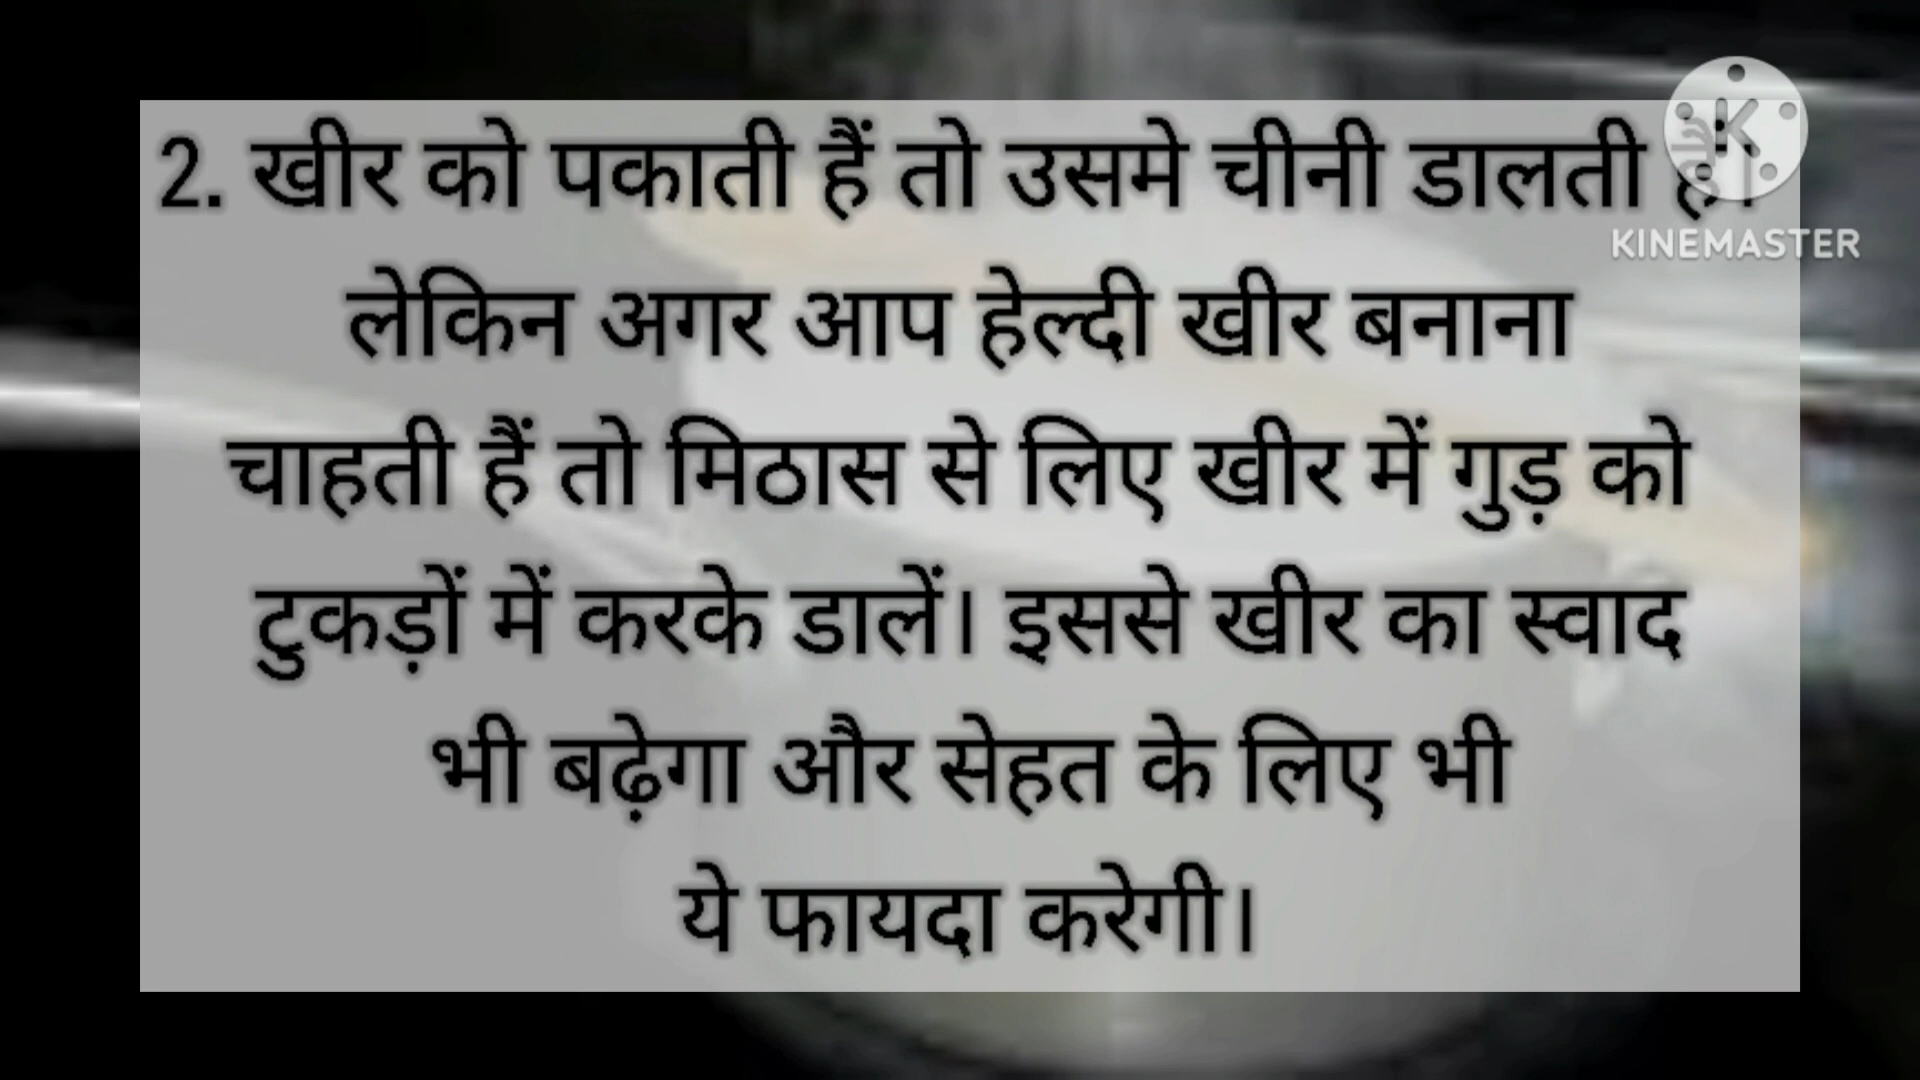 2. खीर को पकाती हैं तो उसमे चीनी डालती
लेकिन अगर आप हेल्दी खीर बनाना
चाहती हैं तो मिठास से लिए खीर में गुड़ को
टुकड़ों में करके डालें। इससे खीर का स्वाद
भी बढ़ेगा और सेहत के लिए भी
ये फायदा करेगी।
K
KINEMASTER